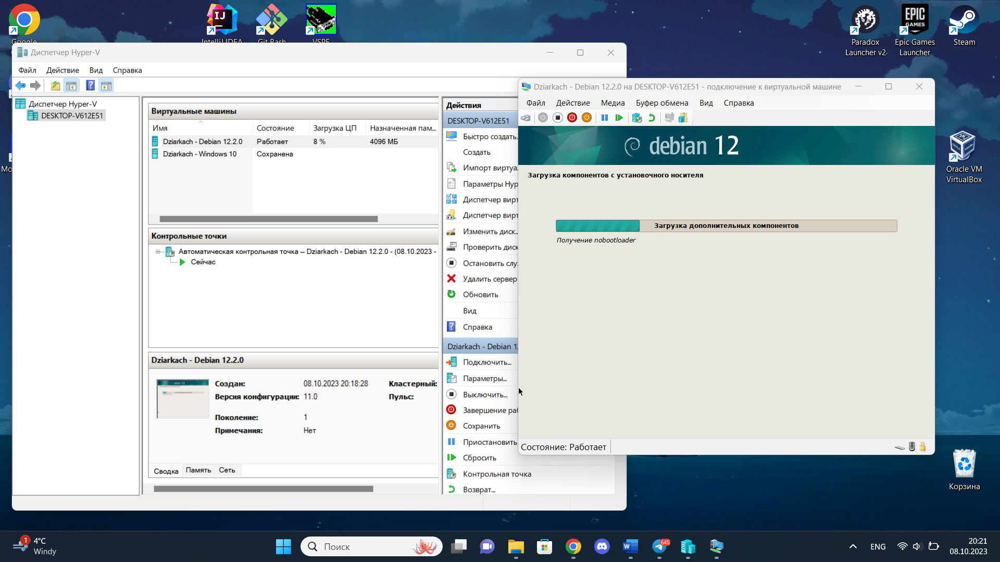 Google
IntelliJ IDEA
Git Bash
VSPE
Paradox
Launcher v2
EPIC
GAMES
Epic Games
Launcher
Steam
Oracle VM
VirtualBox
Корзина
Диспетчер Hyper-V
Файл Действие Вид Справка
Диспетчер Hyper-V
DESKTOP-V612E51
Виртуальные машины
Имя Состояние Загрузка ЦП Назначенная пам...
Dziarkach - Debian 12.2.0 Работает 8 % 4096 МБ
Dziarkach - Windows 10 Сохранена
Контрольные точки
Автоматическая контрольная точка – Dziarkach - Debian 12.2.0 - (08.10.2023 -
Сейчас
Dziarkach - Debian 12.2.0
Создан: 08.10.2023 20:18:28 Кластерный:
Версия конфигурации: 11.0 Пульс:
Поколение: 1
Примечания: Нет
Сводка Память Сеть
Действия
DESKTOP-V612E51
Быстро создать.
Создать
Импорт виртуа.
Параметры Hyp
Диспетчер вирт
Диспетчер вирт
Изменить диск..
Проверить диск
Остановить слу
Удалить сервер
Обновить
Вид
Справка
Dziarkach - Debian 1
Подключить...
Параметры...
Выключить...
Завершение раб
Сохранить
Приостановить
Сбросить
Контрольная точка
Возврат...
Dziarkach - Debian 12.2.0 на DESKTOP-V612E51 - подключение к виртуальной машине
Файл Действие Медиа Буфер обмена Вид Справка
debian 12
Загрузка компонентов с установочного носителя
Загрузка дополнительных компонентов
Получение nobootloader
Состояние: Работает
1
4°C
Windy
Поиск
645
ENG
20:21
08.10.2023